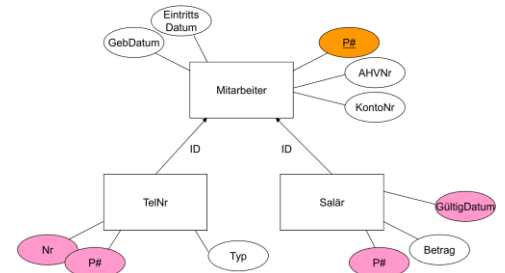 Eintritts
Datum
GebDatum
P#
AHVNr
Mitarbeiter
KontoNr
ID
ID
TelNr
Salär
GültigDatum
Nr
P#
Typ
P#
Betrag